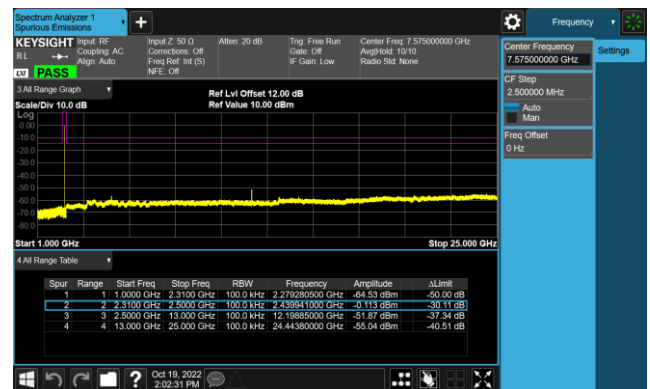 Spectrum Analyzer 1
Spurious Emissions
Frequency
KEYSIGHT Input: RF Input Z: 50 Ω Atten: 20 dB Trig: Free Run Center Freq: 7.575000000 GHz
RL Coupling: AC Corrections: Off Gate: Off Avg|Hold: 10/10
Align: Auto Freq Ref: Int (S) IF Gain: Low Radio Std: None
LXI PASS NFE: Off
Center Frequency
7.575000000 GHz
Settings
CF Step
2.500000 MHz
Auto
Man
Freq Offset
0 Hz
3 All Range Graph
Ref Lvl Offset 12.00 dB
Scale/Div 10.0 dB Ref Value 10.00 dBm
Log
0.00
-10.0
-20.0
-30.0
-40.0
-50.0
-60.0
-70.0
-80.0
Start 1.000 GHz Stop 25.000 GHz
4 All Range Table
Spur Range Start Freq Stop Freq RBW Frequency Amplitude ΔLimit
1 1 1.0000 GHz 2.3100 GHz 100.0 kHz 2.279280500 GHz -64.53 dBm -50.00 dB
2 2 2.3100 GHz 2.5000 GHz 100.0 kHz 2.439941000 GHz -0.113 dBm -30.11 dB
3 3 2.5000 GHz 13.000 GHz 100.0 kHz 12.19885000 GHz -51.87 dBm -37.34 dB
4 4 13.000 GHz 25.000 GHz 100.0 kHz 24.44380000 GHz -55.04 dBm -40.51 dB
Oct 19, 2022
2:02:31 PM